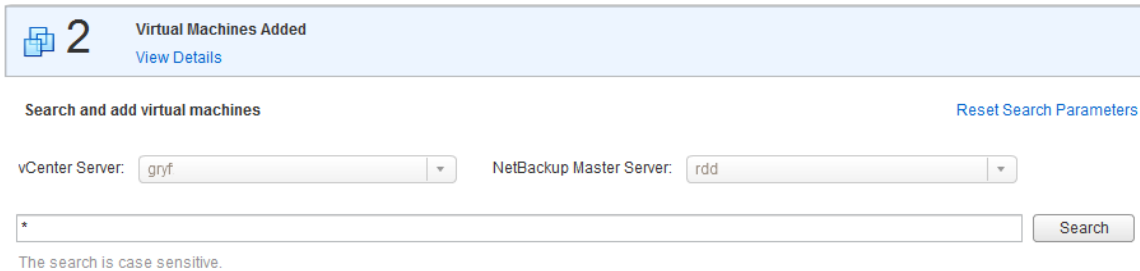 2 Virtual Machines Added
View Details
Search and add virtual machines Reset Search Parameters
vCenter Server: gryf NetBackup Master Server: rdd
* Search
The search is case sensitive.